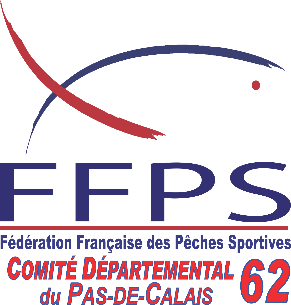 FFPS
Fédération Française des Pêches Sportives
COMITÉ DÉPARTEMENTAL
du PAS-DE-CALAIS 62